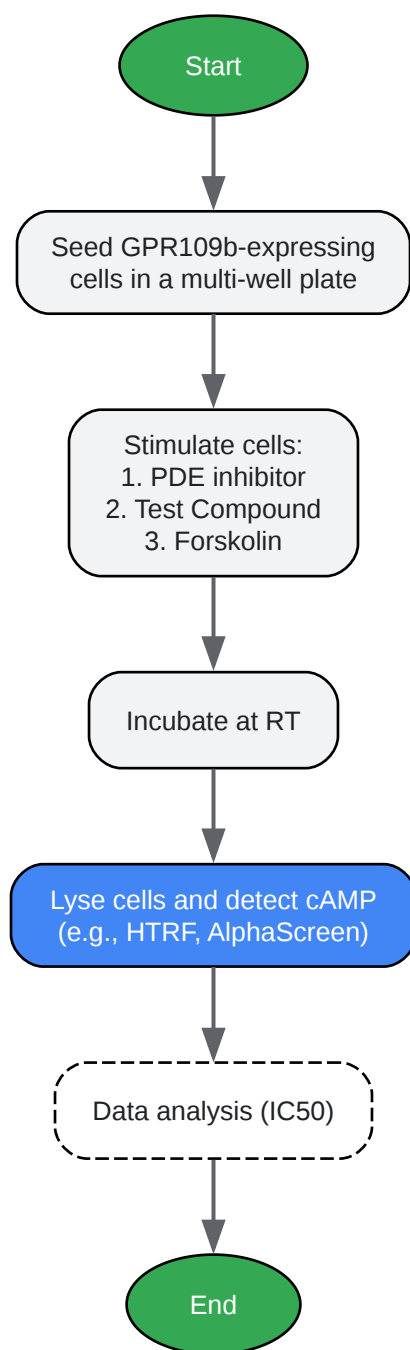 Start
Seed GPR109b-expressing
cells in a multi-well plate
Stimulate cells:
1. PDE inhibitor
2. Test Compound
3. Forskolin
Incubate at RT
Lyse cells and detect cAMP
(e.g., HTRF, AlphaScreen)
Data analysis (IC50)
End